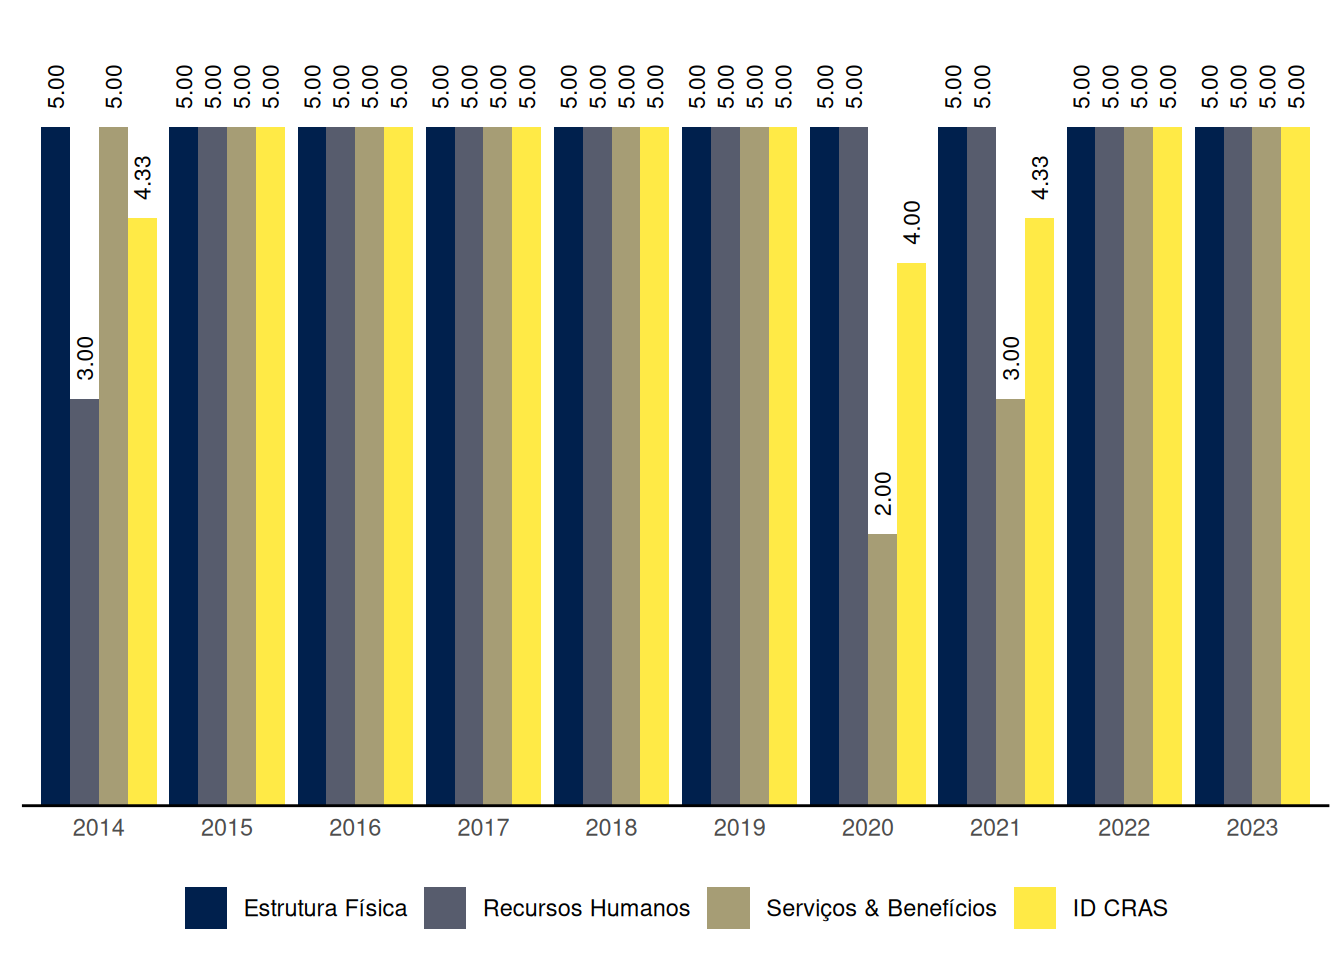 5.00 3.00 5.00 4.33 5.00 5.00 5.00 5.00 5.00 5.00 5.00 5.00 5.00 5.00 5.00 5.00 5.00 5.00 5.00 5.00 5.00 5.00 5.00 5.00 5.00 5.00 2.00 4.00 5.00 5.00 3.00 4.33 5.00 5.00 5.00 5.00 5.00 5.00 5.00 5.00
2014 2015 2016 2017 2018 2019 2020 2021 2022 2023
Estrutura Física Recursos Humanos Serviços & Benefícios ID CRAS